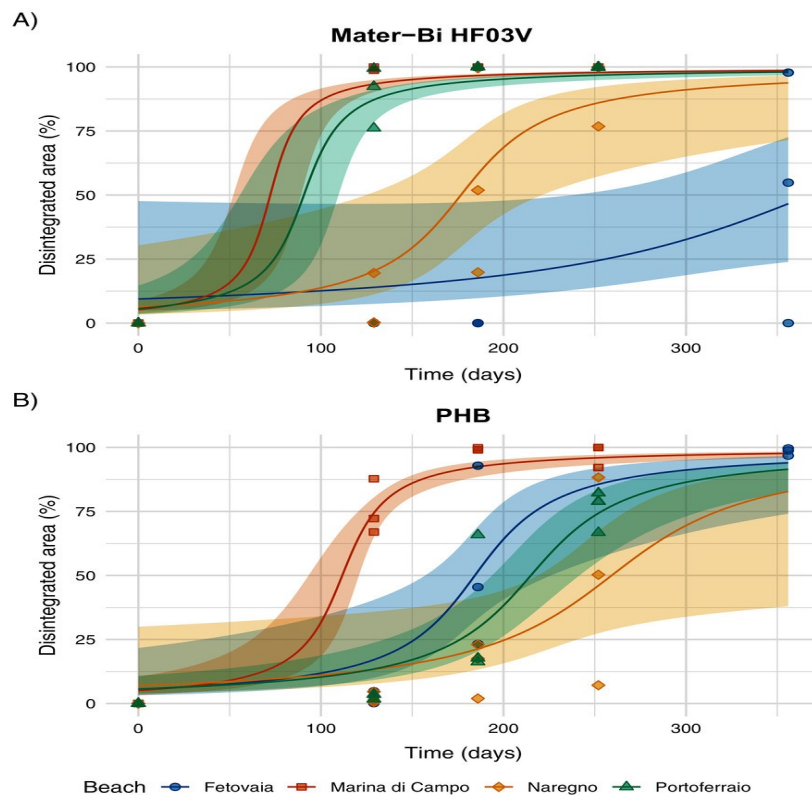 A)
Mater−Bi HF03V
100
75
50
25
0
Disintegrated area (%)
0 100 200 300
Time (days)
B)
PHB
100
75
50
25
0
Disintegrated area (%)
0 100 200 300
Time (days)
Beach Fetovaia Marina di Campo Naregno Portoferraio